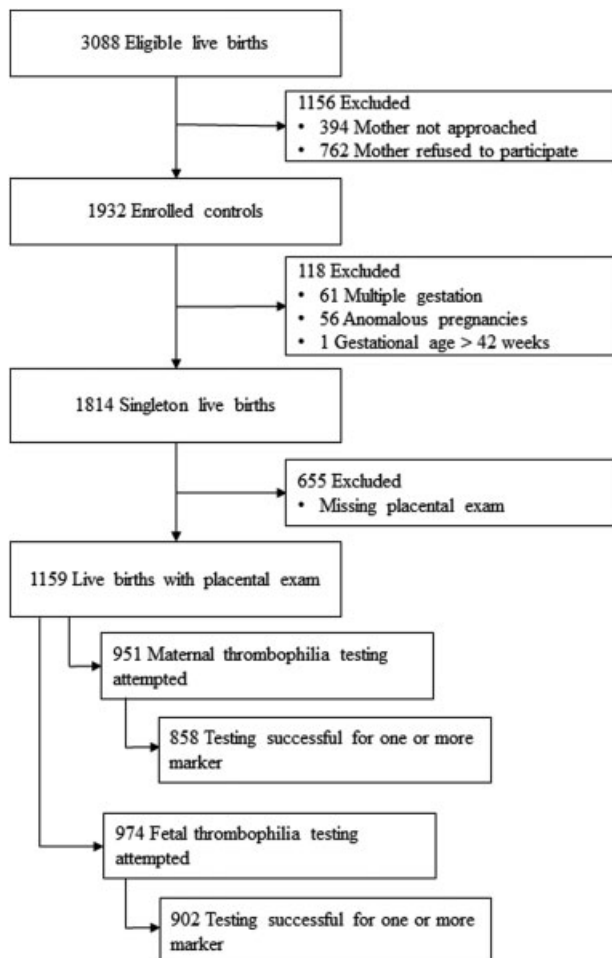 3088 Eligible live births
1156 Excluded
• 394 Mother not approached
• 762 Mother refused to participate
1932 Enrolled controls
118 Excluded
• 61 Multiple gestation
• 56 Anomalous pregnancies
• 1 Gestational age > 42 weeks
1814 Singleton live births
655 Excluded
• Missing placental exam
1159 Live births with placental exam
951 Maternal thrombophilia testing
attempted
858 Testing successful for one or more
marker
974 Fetal thrombophilia testing
attempted
902 Testing successful for one or more
marker